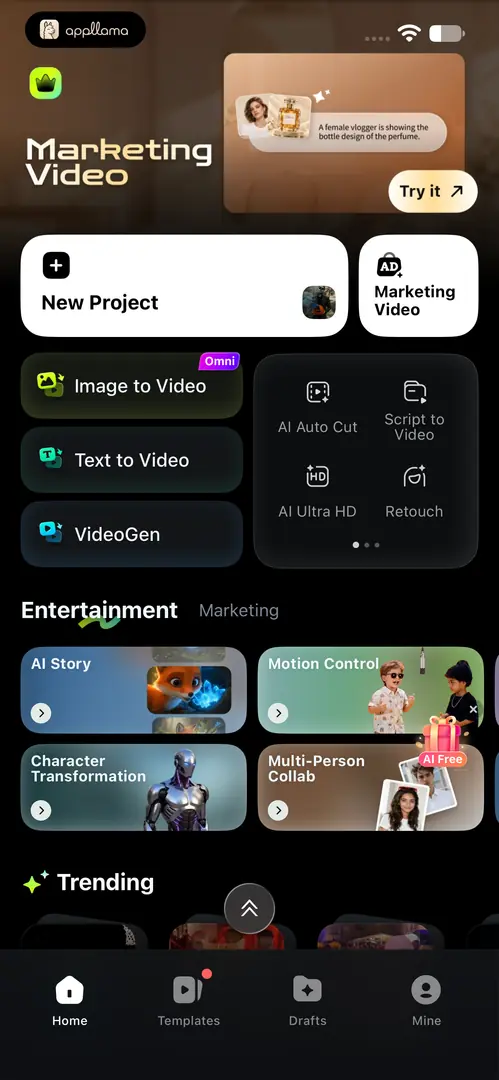 appllama
Marketing
Video
A female vlogger is showing the
bottle design of the perfume.
Try it
New Project
AD
Marketing
Video
Omni
Image to Video
T
Text to Video
VideoGen
AI Auto Cut
Script to
Video
HD
AI Ultra HD
Retouch
Entertainment
Marketing
AI Story
Motion Control
Character
Transformation
Multi-Person
Collab
AI Free
Trending
Home
Templates
Drafts
Mine